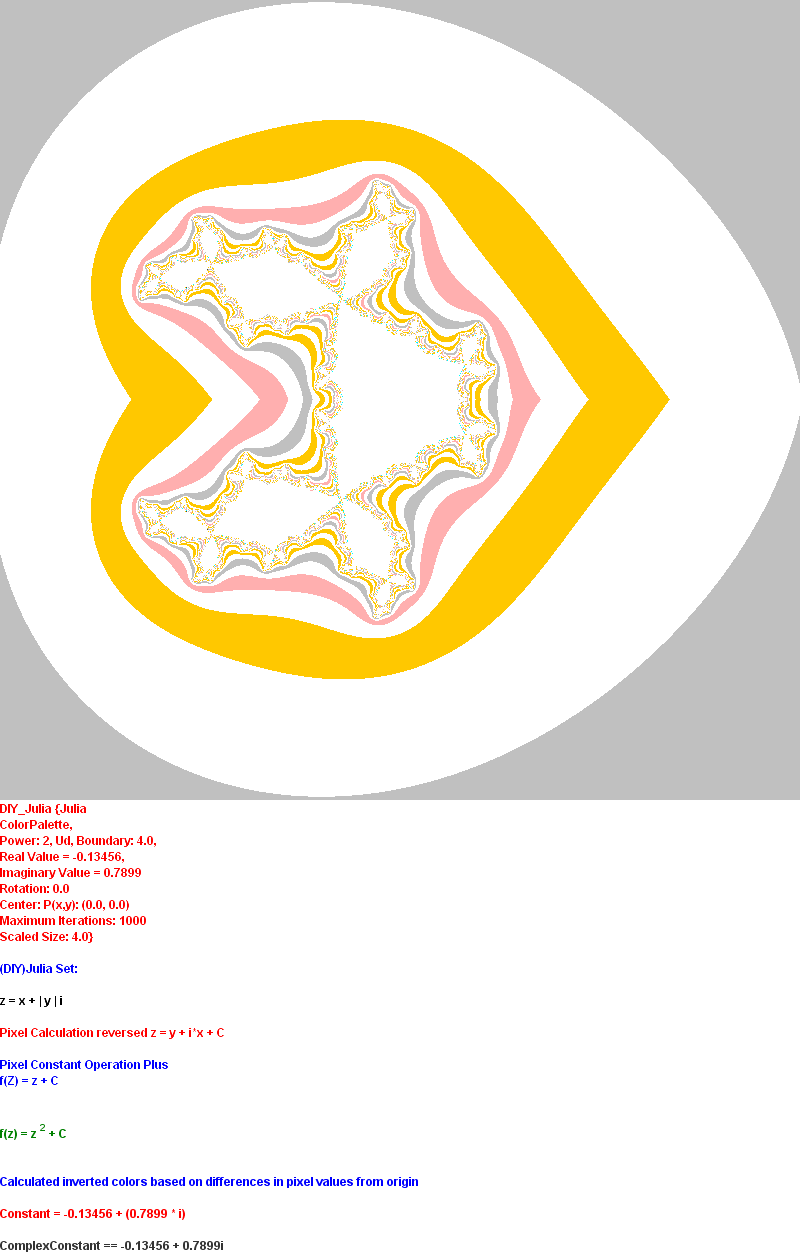 DIY_Julia {Julia
ColorPalette,
Power: 2, Ud, Boundary: 4.0,
Real Value = -0.13456,
Imaginary Value = 0.7899
Rotation: 0.0
Center: P(x,y): (0.0, 0.0)
Maximum Iterations: 1000
Scaled Size: 4.0}
(DIY)Julia Set:
z = x + | y | i
Pixel Calculation reversed z = y + i*x + C
Pixel Constant Operation Plus
f(Z) = z + C
f(z) = z 2 + C
Calculated inverted colors based on differences in pixel values from origin
Constant = -0.13456 + (0.7899 * i)
ComplexConstant == -0.13456 + 0.7899i